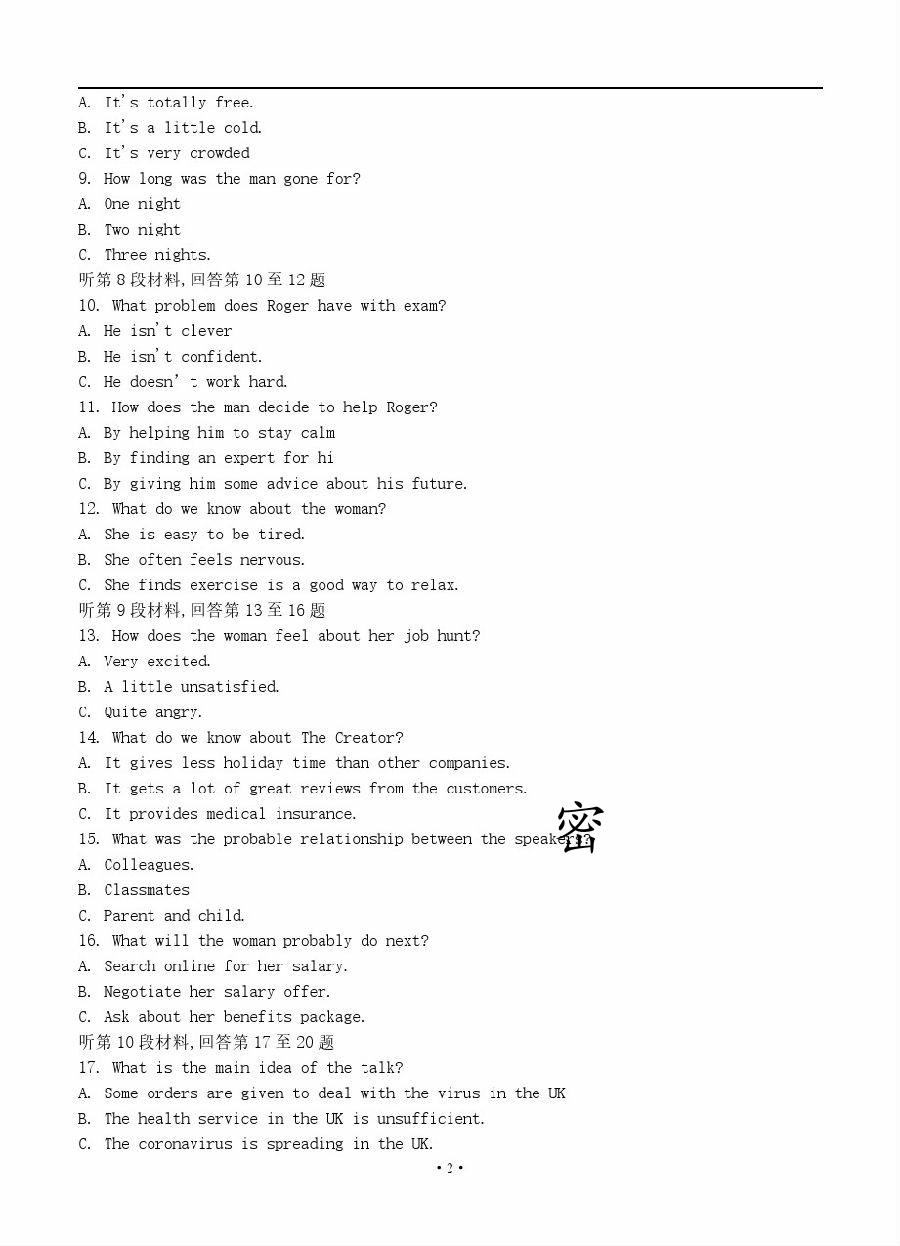 A. It's totally free.
B. It's a little cold.
C. It's very crowded
9. How long was the man gone for?
A. One night
B. Two night
C. Three nights.
听第 8 段材料,回答第 10 至 12 题
10. What problem does Roger have with exam?
A. He isn't clever
B. He isn't confident.
C. He doesn’t work hard.
11. How does the man decide to help Roger?
A. By helping him to stay calm
B. By finding an expert for hi
C. By giving him some advice about his future.
12. What do we know about the woman?
A. She is easy to be tired.
B. She often feels nervous.
C. She finds exercise is a good way to relax.
听第 9 段材料,回答第 13 至 16 题
13. How does the woman feel about her job hunt?
A. Very excited.
B. A little unsatisfied.
C. Quite angry.
14. What do we know about The Creator?
A. It gives less holiday time than other companies.
B. It gets a lot of great reviews from the customers.
C. It provides medical insurance.
密
15. What was the probable relationship between the speakers?
A. Colleagues.
B. Classmates
C. Parent and child.
16. What will the woman probably do next?
A. Search online for her salary.
B. Negotiate her salary offer.
C. Ask about her benefits package.
听第 10 段材料,回答第 17 至 20 题
17. What is the main idea of the talk?
A. Some orders are given to deal with the virus in the UK
B. The health service in the UK is unsufficient.
C. The coronavirus is spreading in the UK.
·2·